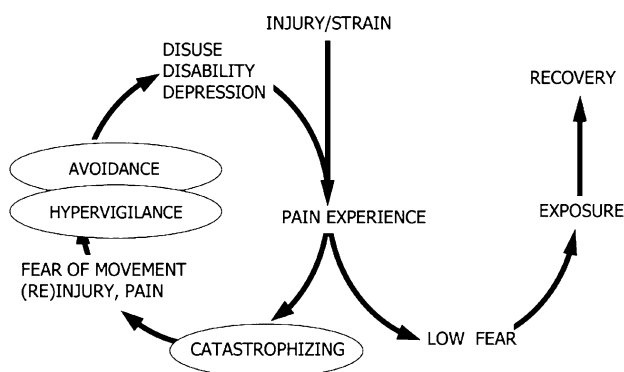 INJURY/STRAIN
DISUSE
DISABILITY
DEPRESSION
RECOVERY
AVOIDANCE
HYPERVIGILANCE
PAIN EXPERIENCE
EXPOSURE
FEAR OF MOVEMENT
(RE)INJURY, PAIN
CATASTROPHIZING
LOW FEAR